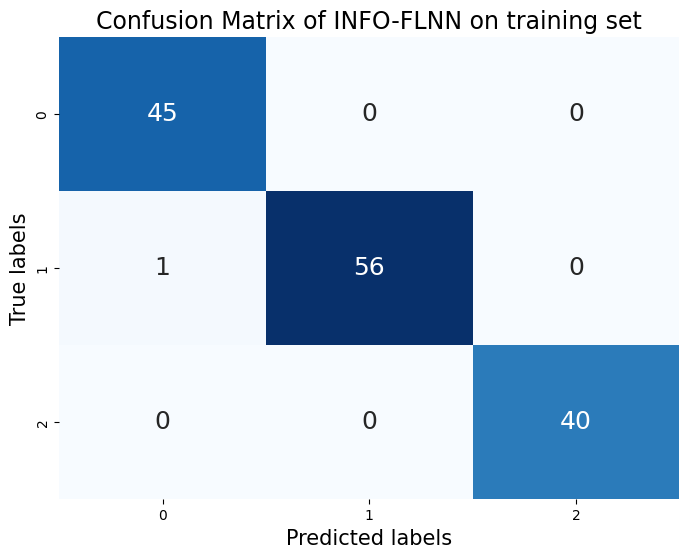 Confusion Matrix of INFO-FLNN on training set
True labels
0
45 0 0
1
1 56 0
2
0 0 40
0 1 2
Predicted labels